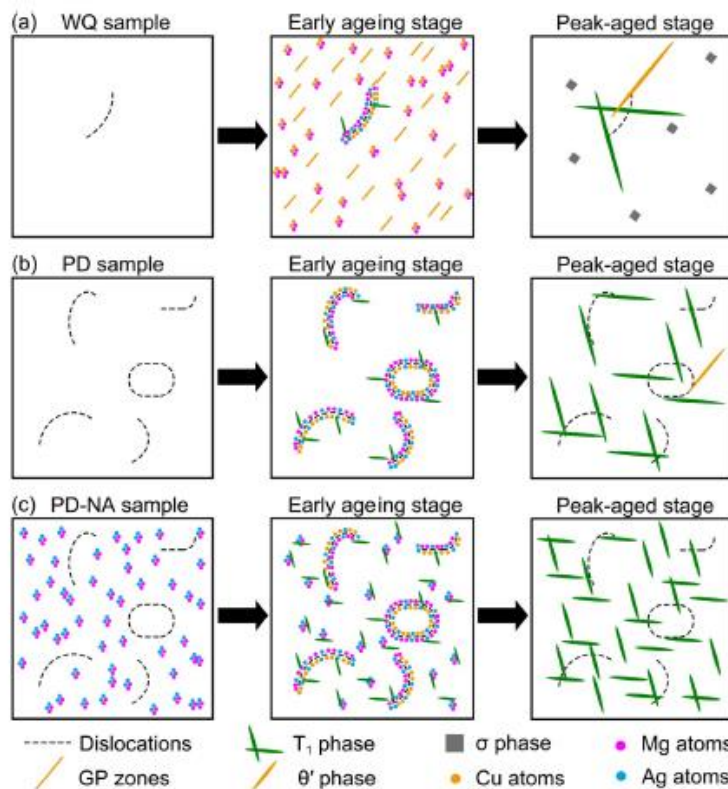 (a) WQ sample Early ageing stage Peak-aged stage
(b) PD sample Early ageing stage Peak-aged stage
(c) PD-NA sample Early ageing stage Peak-aged stage
Dislocations T₁ phase σ phase Mg atoms
GP zones θ′ phase Cu atoms Ag atoms